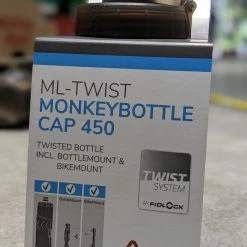 ML-TWIST
MONKEYBOTTLE
CAP 450
TWISTED BOTTLE
INCL. BOTTLEMOUNT &
BIKEMOUNT
TWIST
SYSTEM
BY FIDLOCK